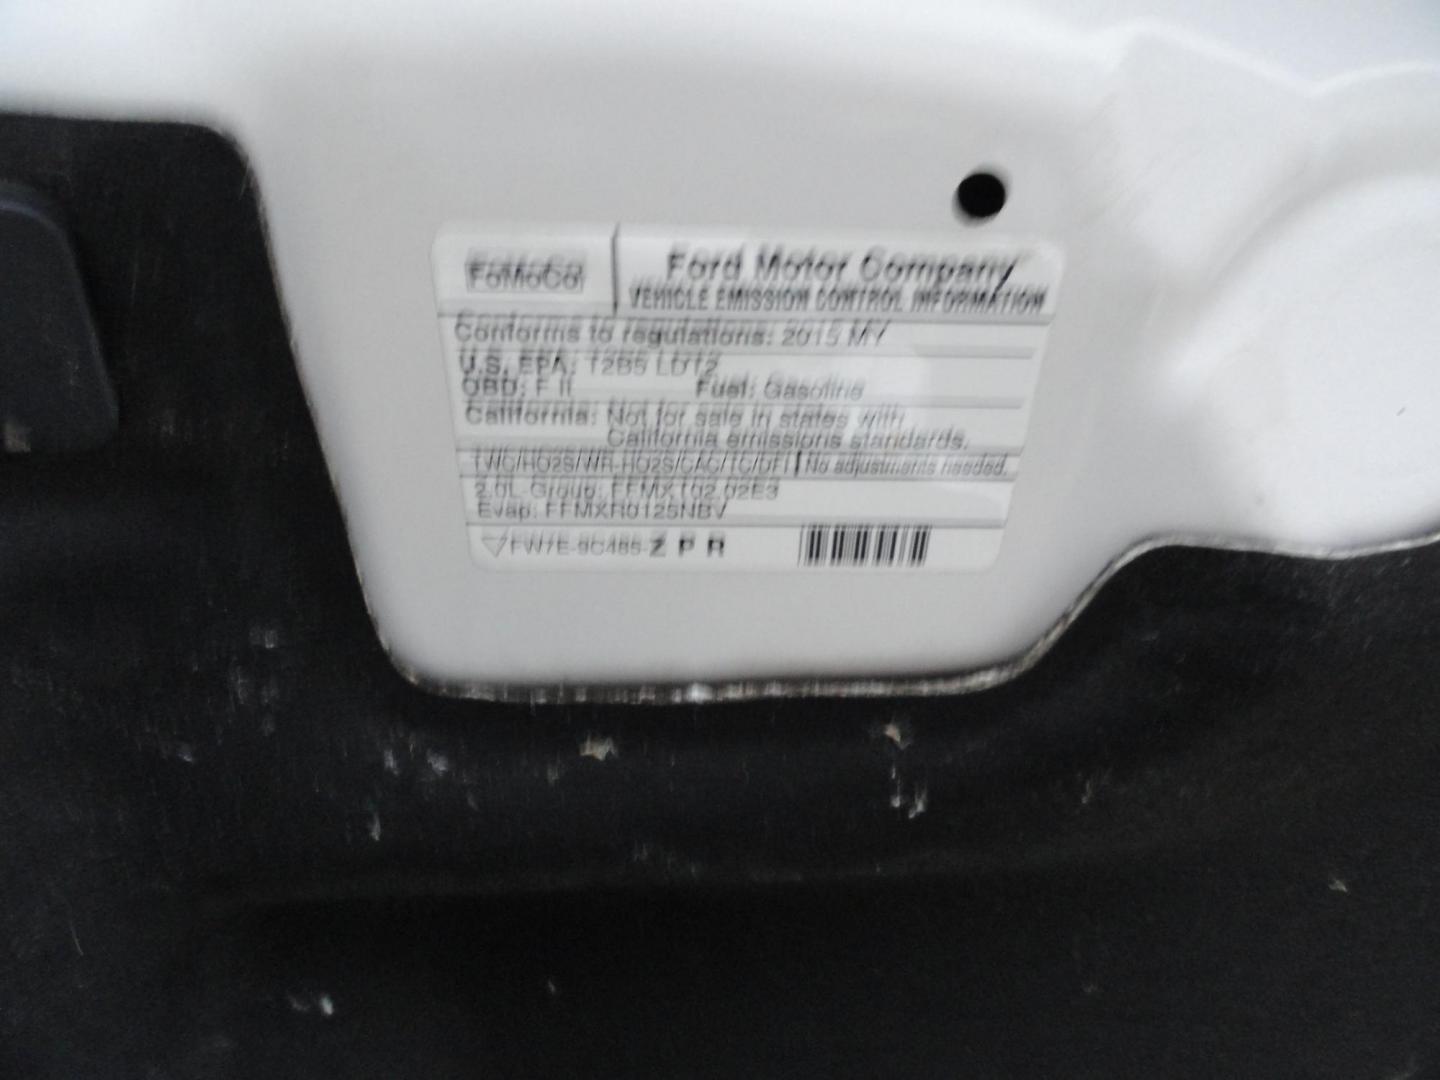 FoMoCo
Ford Motor Company
VEHICLE EMISSION CONTROL INFORMATION
Conforms to regulations: 2015 MY
U.S. EPA: T2B5 LDT2
OBD: F II Fuel: Gasoline
California: Not for sale in states with
California emissions standards.
TWC/HO2S/WR-HO2S/CAC/TC/DFI No adjustments needed.
2.0L-Group: FFMXT02.02E3
Evap: FFMXR0125NBV
FW7E-9C485-Z P R